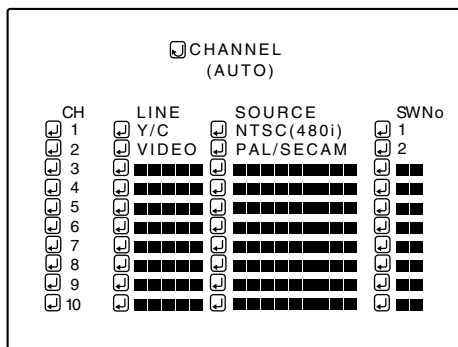 CHANNEL
(AUTO)
CH LINE SOURCE SWNo
1 Y/C NTSC(480i) 1
2 VIDEO PAL/SECAM 2
3
4
5
6
7
8
9
10